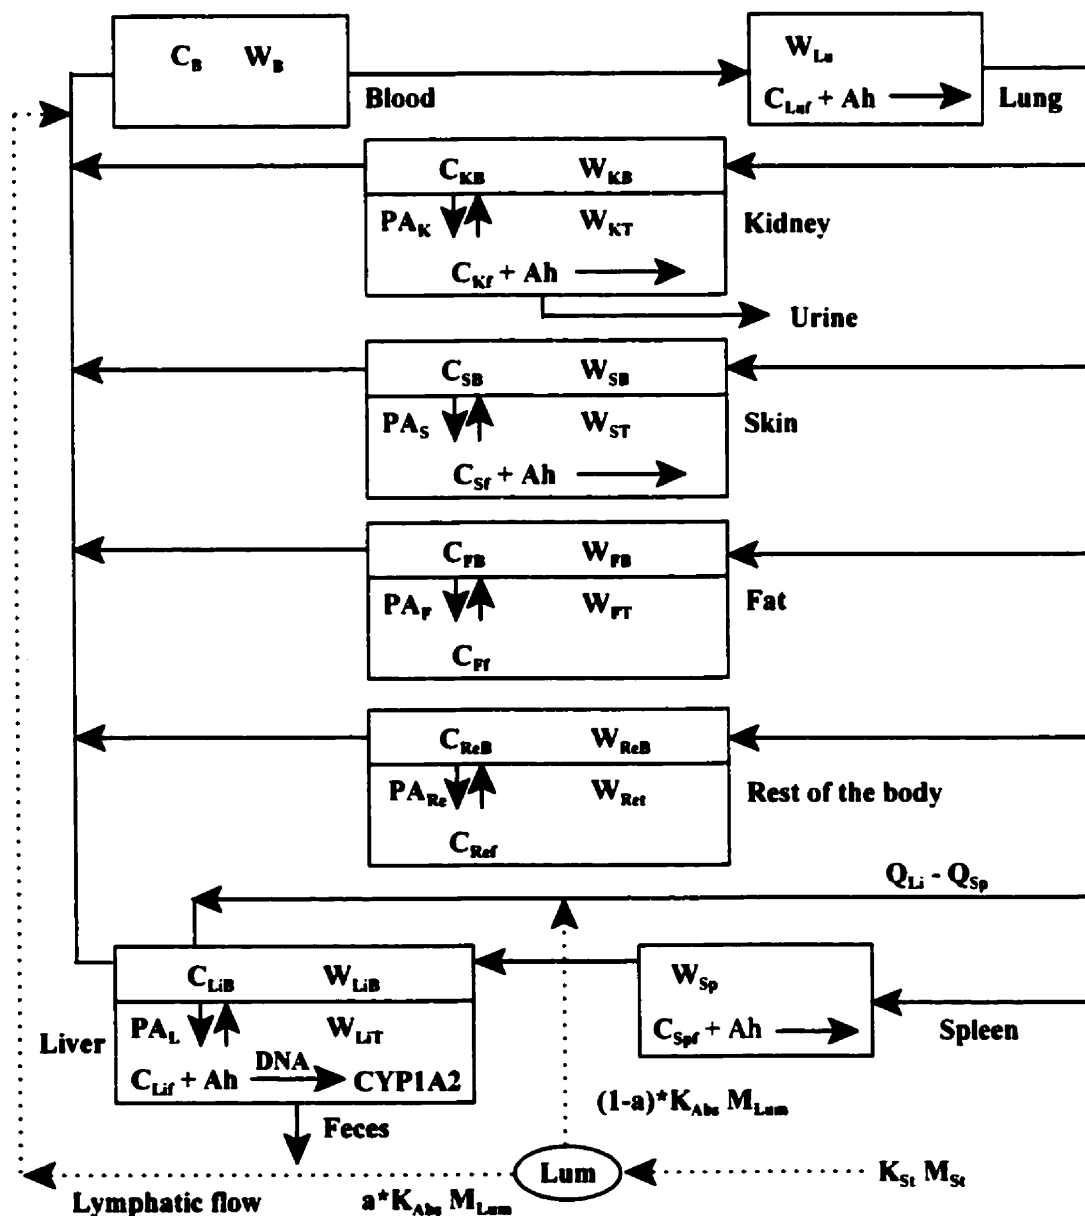 C_B W_B
Blood
W_Lu
C_Luf + Ah
Lung
C_KB W_KB
PA_K W_KT
Kidney
C_Kf + Ah
Urine
C_SB W_SB
PA_S W_ST
Skin
C_Sf + Ah
C_FB W_FB
PA_F W_FT
Fat
C_Ff
C_ReB W_ReB
PA_Re W_Ret
Rest of the body
C_Ref
Q_Li - Q_Sp
C_LiB W_LiB
W_Sp
Liver
PA_L W_LiT
C_Spf + Ah
Spleen
DNA
C_Lif + Ah CYP1A2
(1-a)*K_Abs M_Lum
Feces
Lum
K_St M_St
Lymphatic flow
a*K_Abs M_Lum